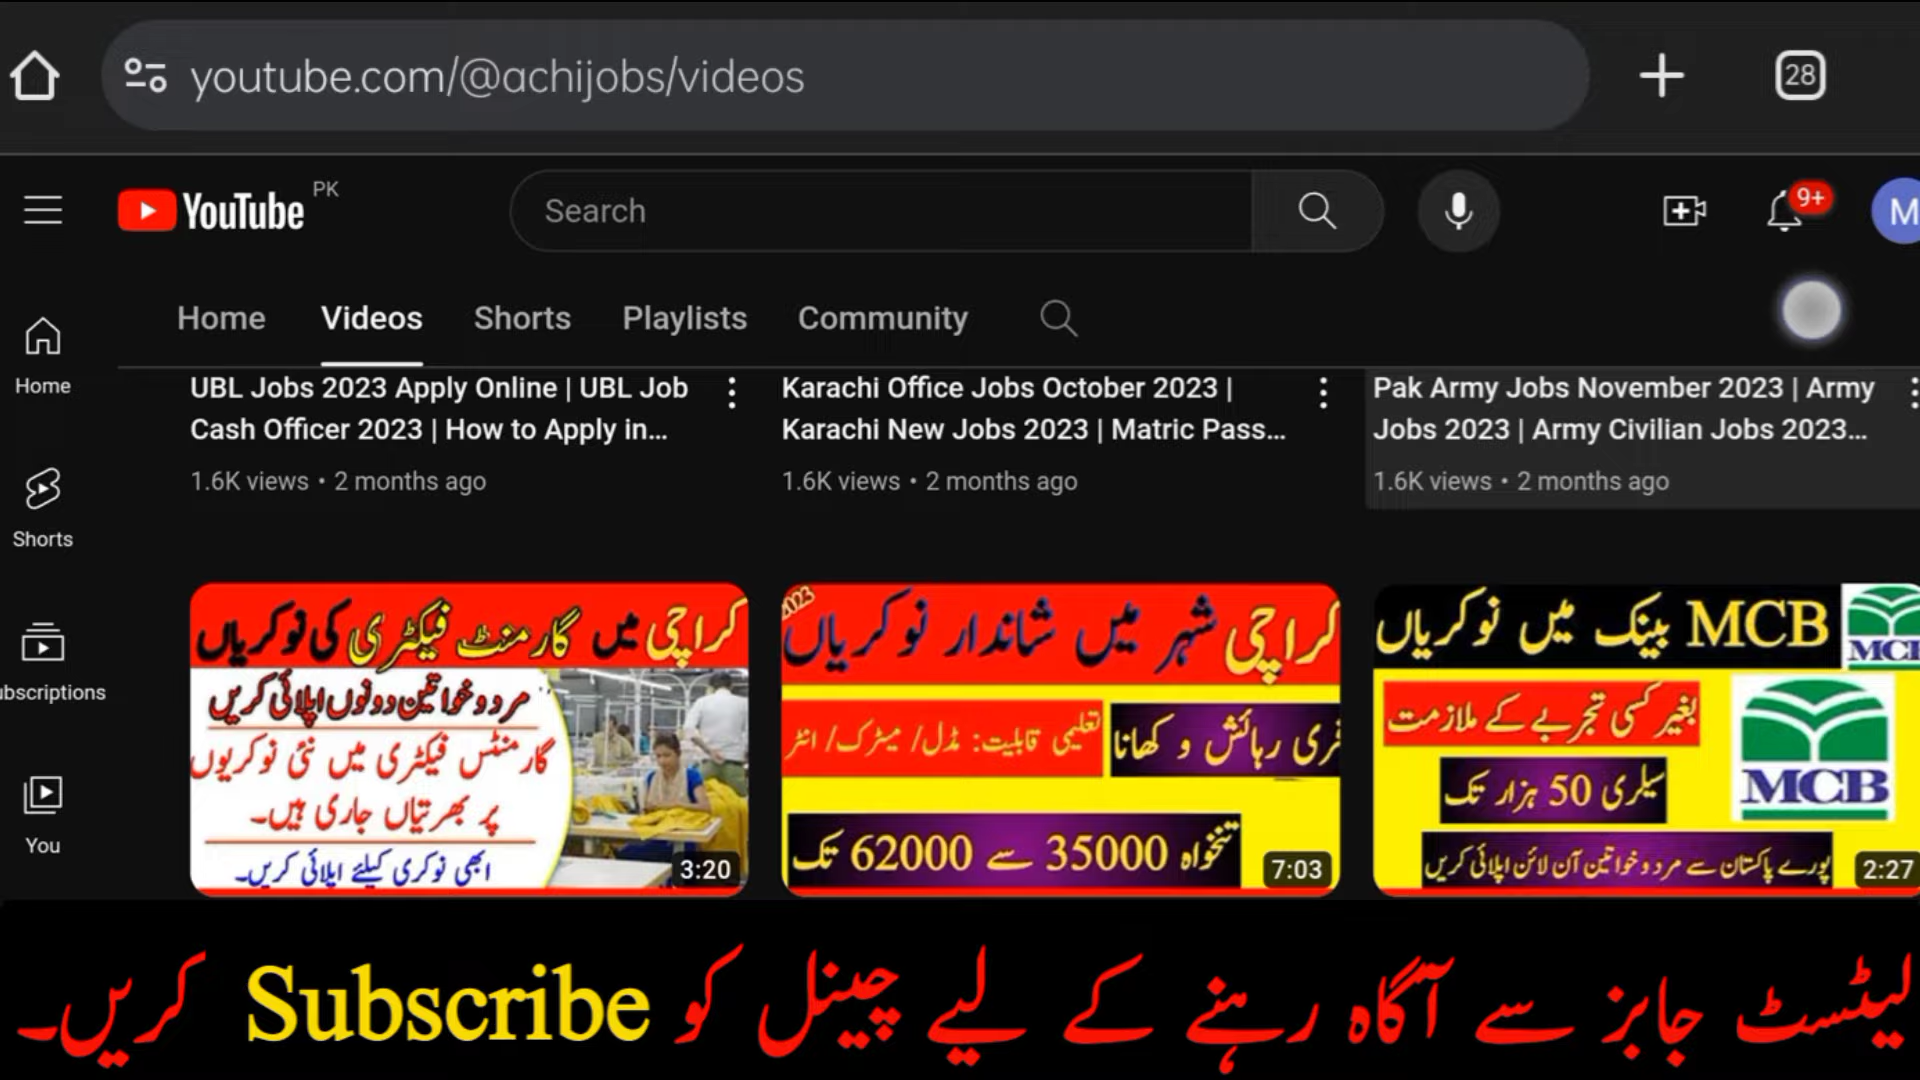 youtube.com/@achijobs/videos
28
YouTube PK
Search
9+
M
Home
Videos
Shorts
Playlists
Community
Home
Shorts
ubscriptions
You
UBL Jobs 2023 Apply Online | UBL Job
Cash Officer 2023 | How to Apply in...
1.6K views • 2 months ago
Karachi Office Jobs October 2023 |
Karachi New Jobs 2023 | Matric Pass...
1.6K views • 2 months ago
Pak Army Jobs November 2023 | Army
Jobs 2023 | Army Civilian Jobs 2023...
1.6K views • 2 months ago
کراچی میں گارمنٹ فیکٹری کی نوکریاں
مرد و خواتین دونوں اپلائی کریں
گارمنٹس فیکٹری میں نئی نوکریوں
پر بھرتیاں جاری ہیں۔
ابھی نوکری کیلئے اپلائی کریں۔
3:20
2023
کراچی شہر میں شاندار نوکریاں
فری رہائش و کھانا
تعلیمی قابلیت: مڈل/ میٹرک/ انٹر
تنخواہ 35000 سے 62000 تک
7:03
MCB بینک میں نوکریاں
MCB
بغیر کسی تجربے کے ملازمت
سیلری 50 ہزار تک
MCB
پورے پاکستان سے مرد و خواتین آن لائن اپلائی کریں
2:27
لیٹسٹ جابز سے آگاہ رہنے کے لیے چینل کو Subscribe کریں۔